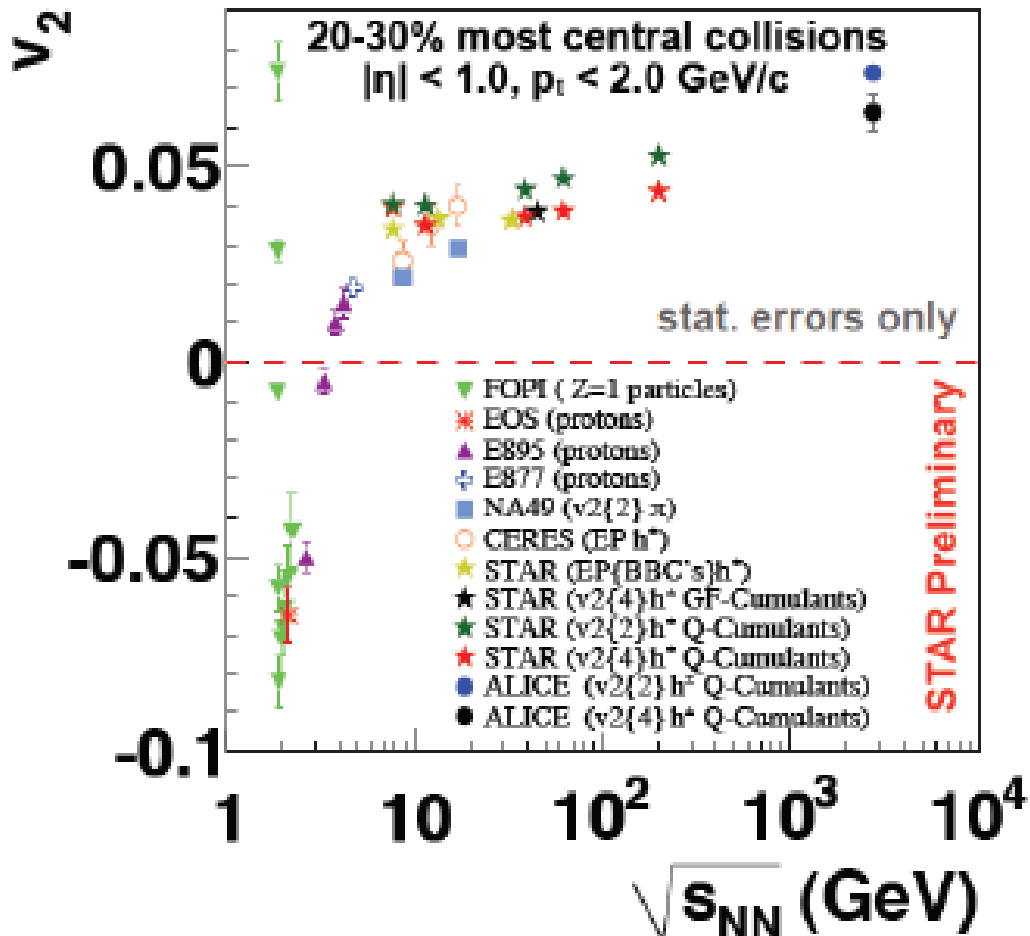 v2
20-30% most central collisions
|η| < 1.0, pt < 2.0 GeV/c
0.05
stat. errors only
0
FOPI ( Z=1 particles)
EOS (protons)
E895 (protons)
E877 (protons)
NA49 (v2{2} π)
CERES (EP h⁺)
STAR (EP{BBC's}h⁺)
STAR (v2{4}h⁺ GF-Cumulants)
STAR (v2{2}h⁺ Q-Cumulants)
STAR (v2{4}h⁺ Q-Cumulants)
ALICE (v2{2}h⁺ Q-Cumulants)
ALICE (v2{4}h⁺ Q-Cumulants)
STAR Preliminary
-0.05
-0.1
1 10 10² 10³ 10⁴
√sNN (GeV)